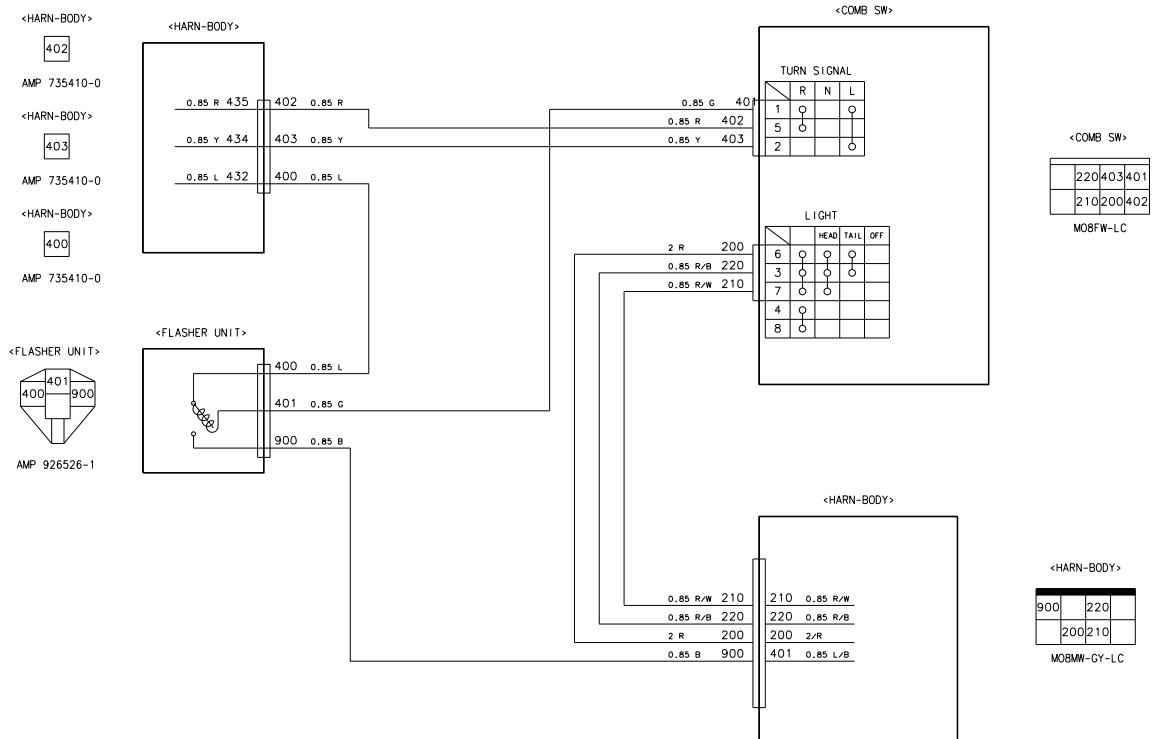 <HARN-BODY>
402
AMP 735410-0
<HARN-BODY>
403
AMP 735410-0
<HARN-BODY>
400
AMP 735410-0
<FLASHER UNIT>
401
400 900
AMP 926526-1
<HARN-BODY>
0.85 R 435 402 0.85 R
0.85 Y 434 403 0.85 Y
0.85 L 432 400 0.85 L
<FLASHER UNIT>
400 0.85 L
401 0.85 G
900 0.85 B
<COMB SW>
TURN SIGNAL
R N L
0.85 G 401 1
0.85 R 402 5
0.85 Y 403 2
LIGHT
HEAD TAIL OFF
2 R 200 6
0.85 R/B 220 3
0.85 R/W 210 7
4
8
<COMB SW>
220 403 401
210 200 402
M08FW-LC
<HARN-BODY>
0.85 R/W 210 210 0.85 R/W
0.85 R/B 220 220 0.85 R/B
2 R 200 200 2/R
0.85 B 900 401 0.85 L/B
<HARN-BODY>
900 220
200 210
M08MW-GY-LC